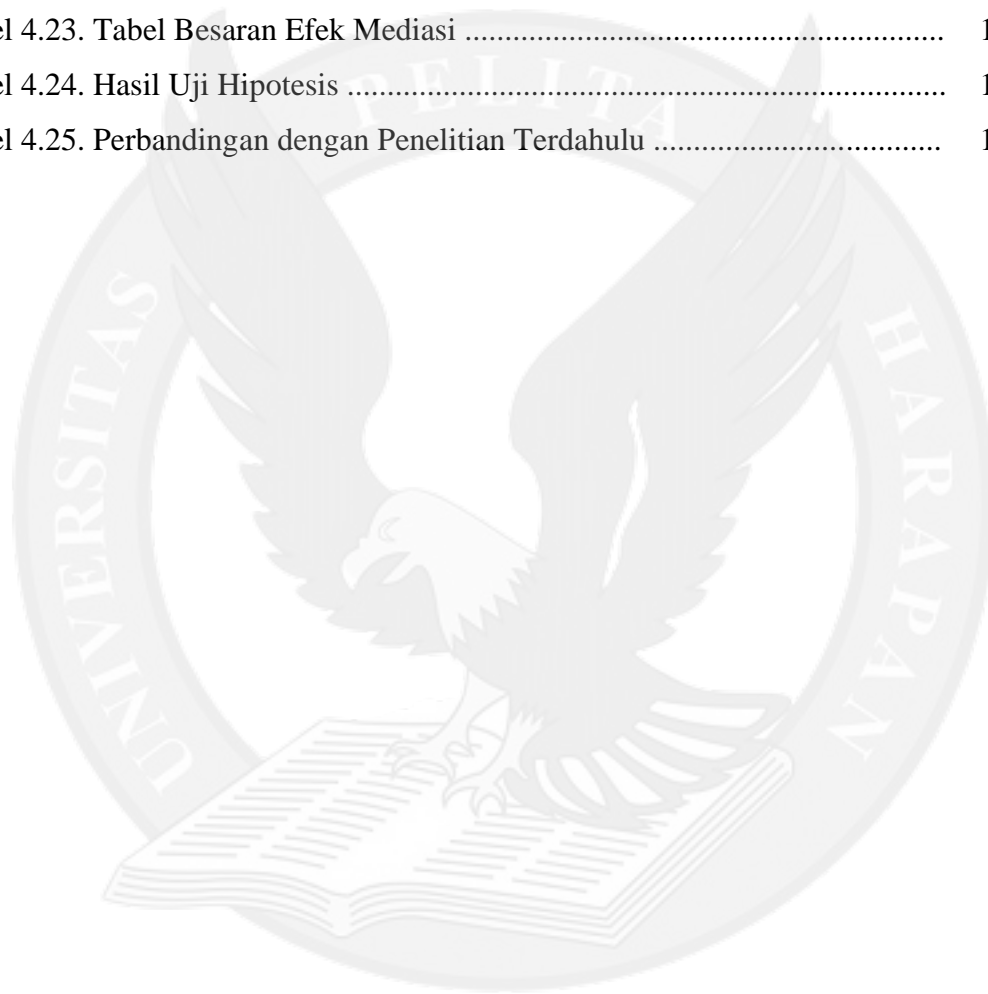 el 4.23. Tabel Besaran Efek Mediasi ........................................................ 1
el 4.24. Hasil Uji Hipotesis ...................................................................... 1
el 4.25. Perbandingan dengan Penelitian Terdahulu .................................. 1
UNIVERSITAS PELITA HARAPAN